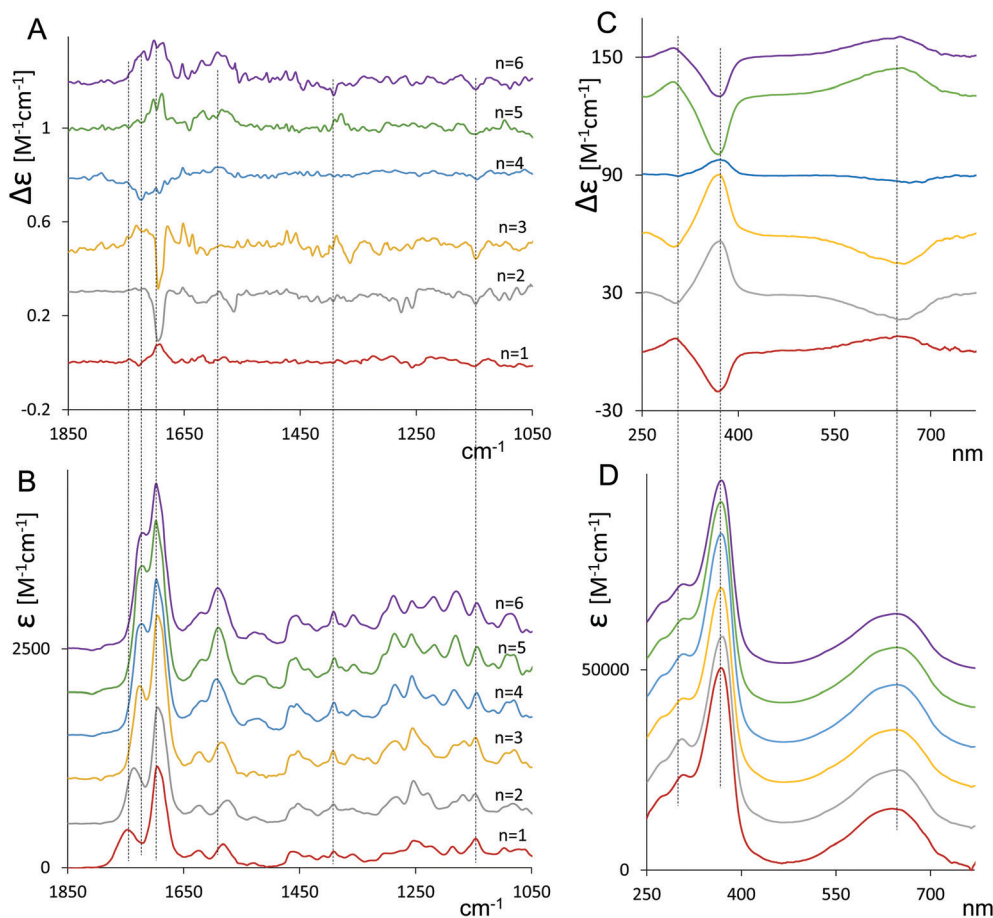 A
Δε [M⁻¹cm⁻¹]
1
0.6
0.2
-0.2
n=6
n=5
n=4
n=3
n=2
n=1
1850 1650 1450 1250 1050
cm⁻¹
C
Δε [M⁻¹cm⁻¹]
150
90
30
-30
250 400 550 700
nm
B
ε [M⁻¹cm⁻¹]
2500
0
n=6
n=5
n=4
n=3
n=2
n=1
1850 1650 1450 1250 1050
cm⁻¹
D
ε [M⁻¹cm⁻¹]
50000
0
250 400 550 700
nm